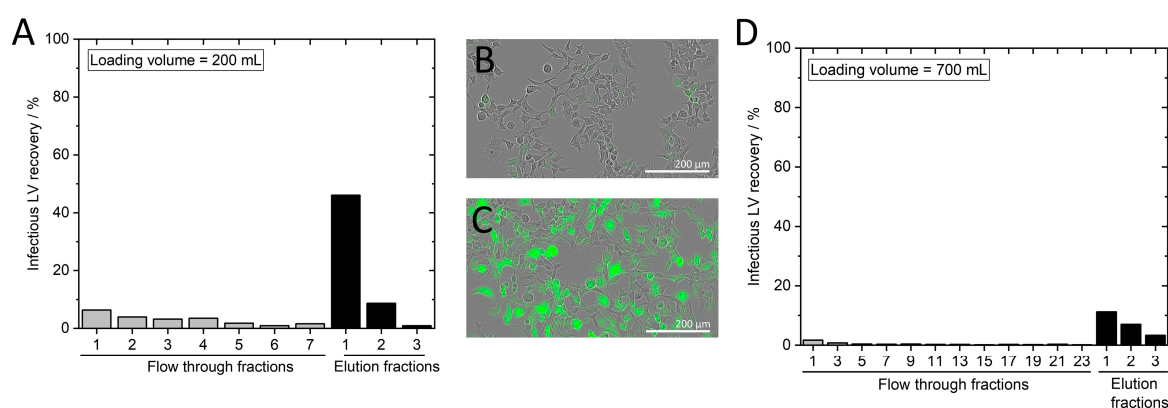 A
Infectious LV recovery / %
100
80
60
40
20
0
Loading volume = 200 mL
1 2 3 4 5 6 7 1 2 3
Flow through fractions
Elution fractions
B
200 µm
C
200 µm
D
Infectious LV recovery / %
100
80
60
40
20
0
Loading volume = 700 mL
1 3 5 7 9 11 13 15 17 19 21 23 1 2 3
Flow through fractions
Elution
fractions